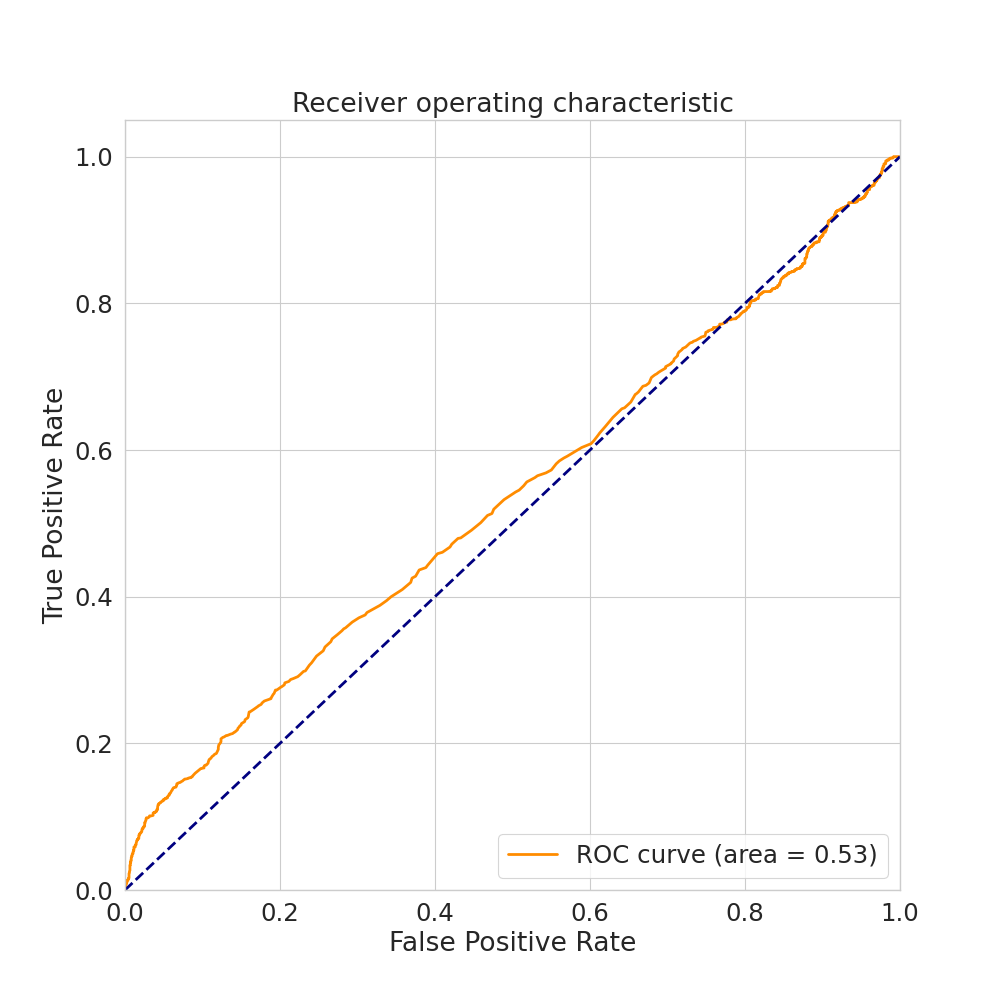 Receiver operating characteristic
True Positive Rate
1.0
0.8
0.6
0.4
0.2
0.0
ROC curve (area = 0.53)
0.0 0.2 0.4 0.6 0.8 1.0
False Positive Rate